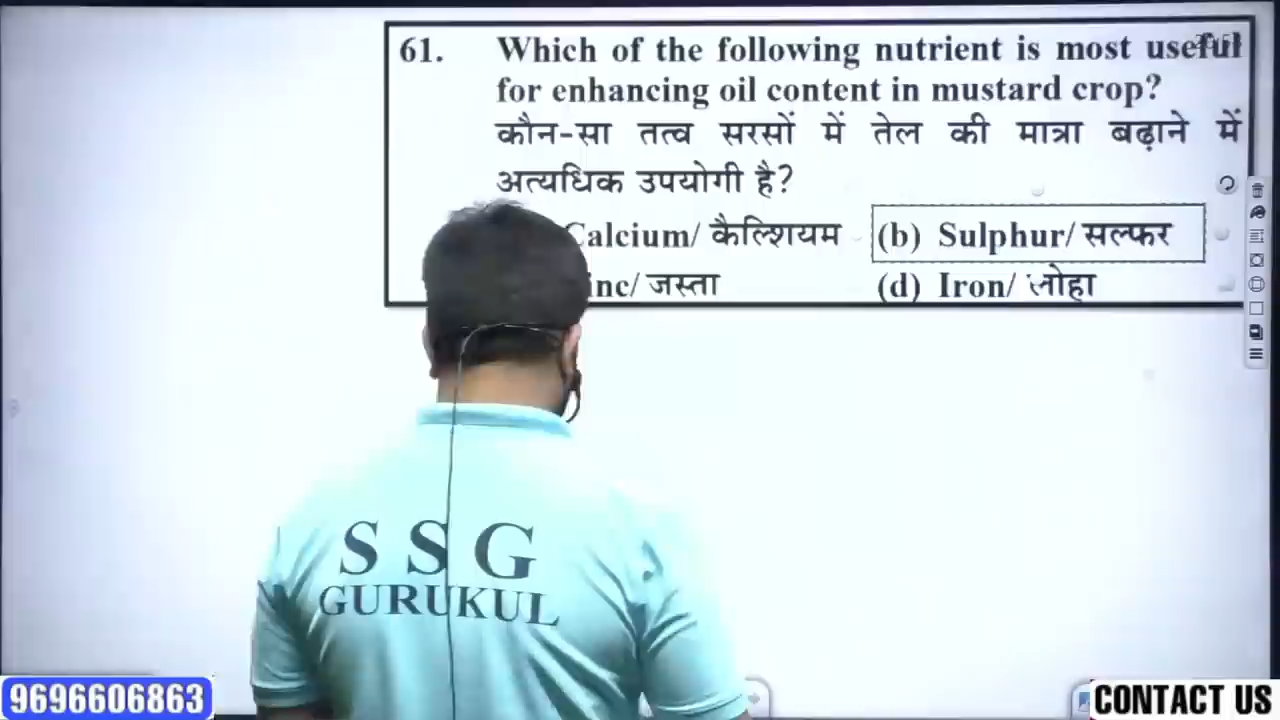 61. Which of the following nutrient is most useful
for enhancing oil content in mustard crop?
कौन-सा तत्व सरसों में तेल की मात्रा बढ़ाने में
अत्यधिक उपयोगी है?
Calcium/ कैल्शियम (b) Sulphur/ सल्फर
inc/ जस्ता (d) Iron/ लोहा
S S G
GURUKUL
9696606863 CONTACT US